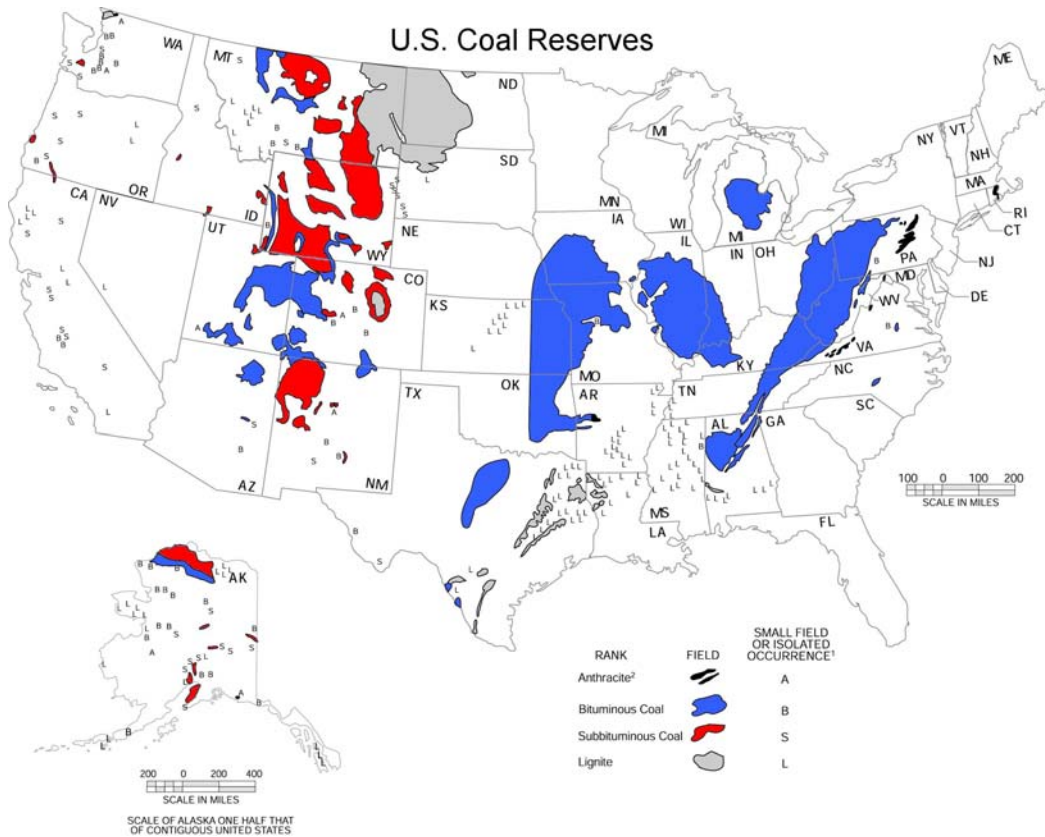 U.S. Coal Reserves
WA
MT
ND
ME
OR
ID
SD
MN
MI
NY
VT
NH
MA
RI
CT
CA
NV
UT
WY
NE
IA
WI
IL
MI
IN
OH
PA
NJ
MD
DE
CO
KS
MO
KY
WV
VA
AZ
NM
TX
OK
AR
TN
NC
SC
MS
LA
AL
GA
FL
AK
100 0 100 200
SCALE IN MILES
RANK
FIELD
SMALL FIELD
OR ISOLATED
OCCURRENCE¹
Anthracite² A
Bituminous Coal B
Subbituminous Coal S
Lignite L
200 0 200 400
SCALE IN MILES
SCALE OF ALASKA ONE HALF THAT
OF CONTIGUOUS UNITED STATES